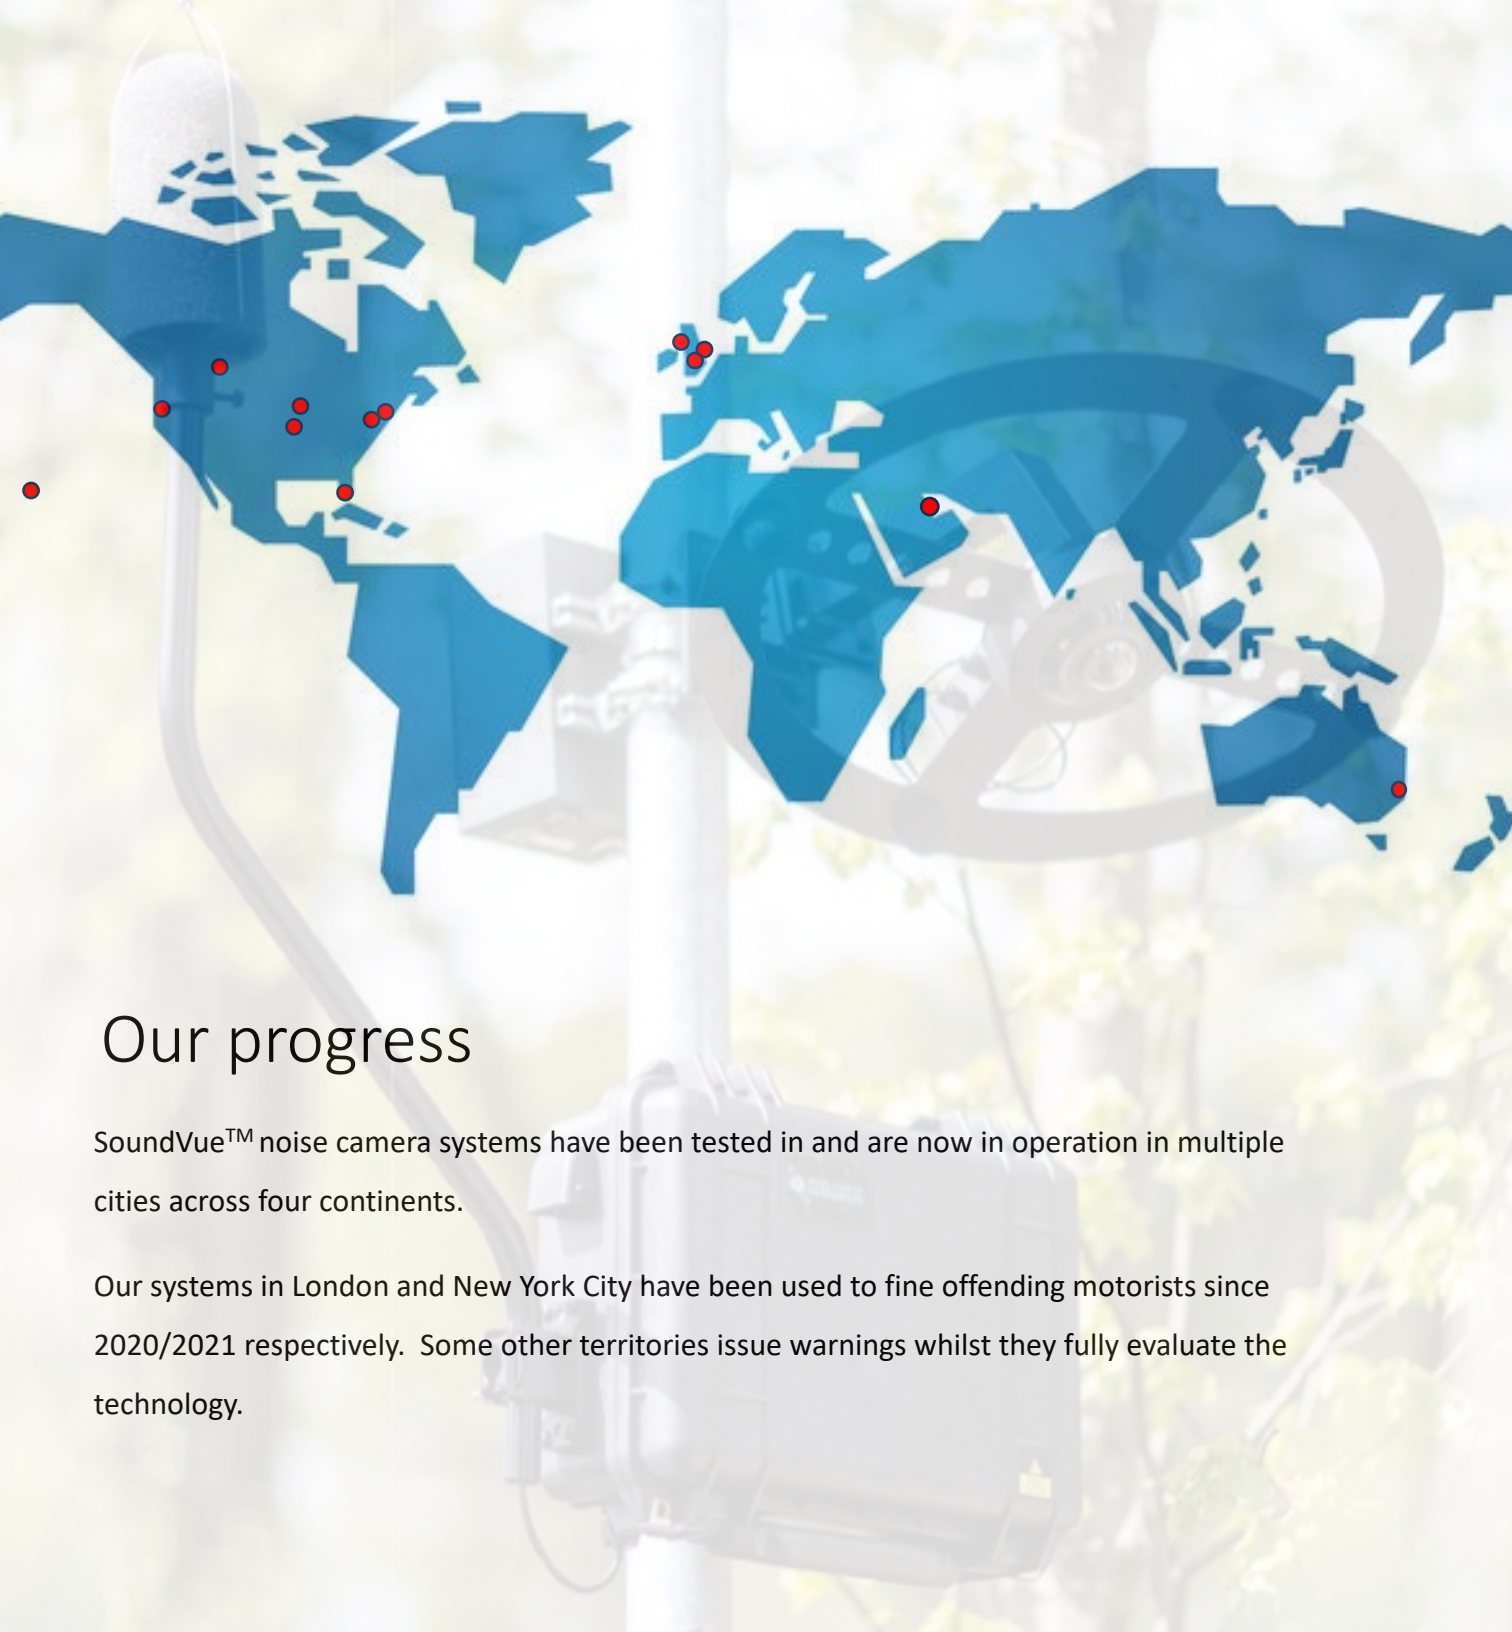 Our progress
SoundVue™ noise camera systems have been tested in and are now in operation in multiple
cities across four continents.
Our systems in London and New York City have been used to fine offending motorists since
2020/2021 respectively.  Some other territories issue warnings whilst they fully evaluate the
technology.